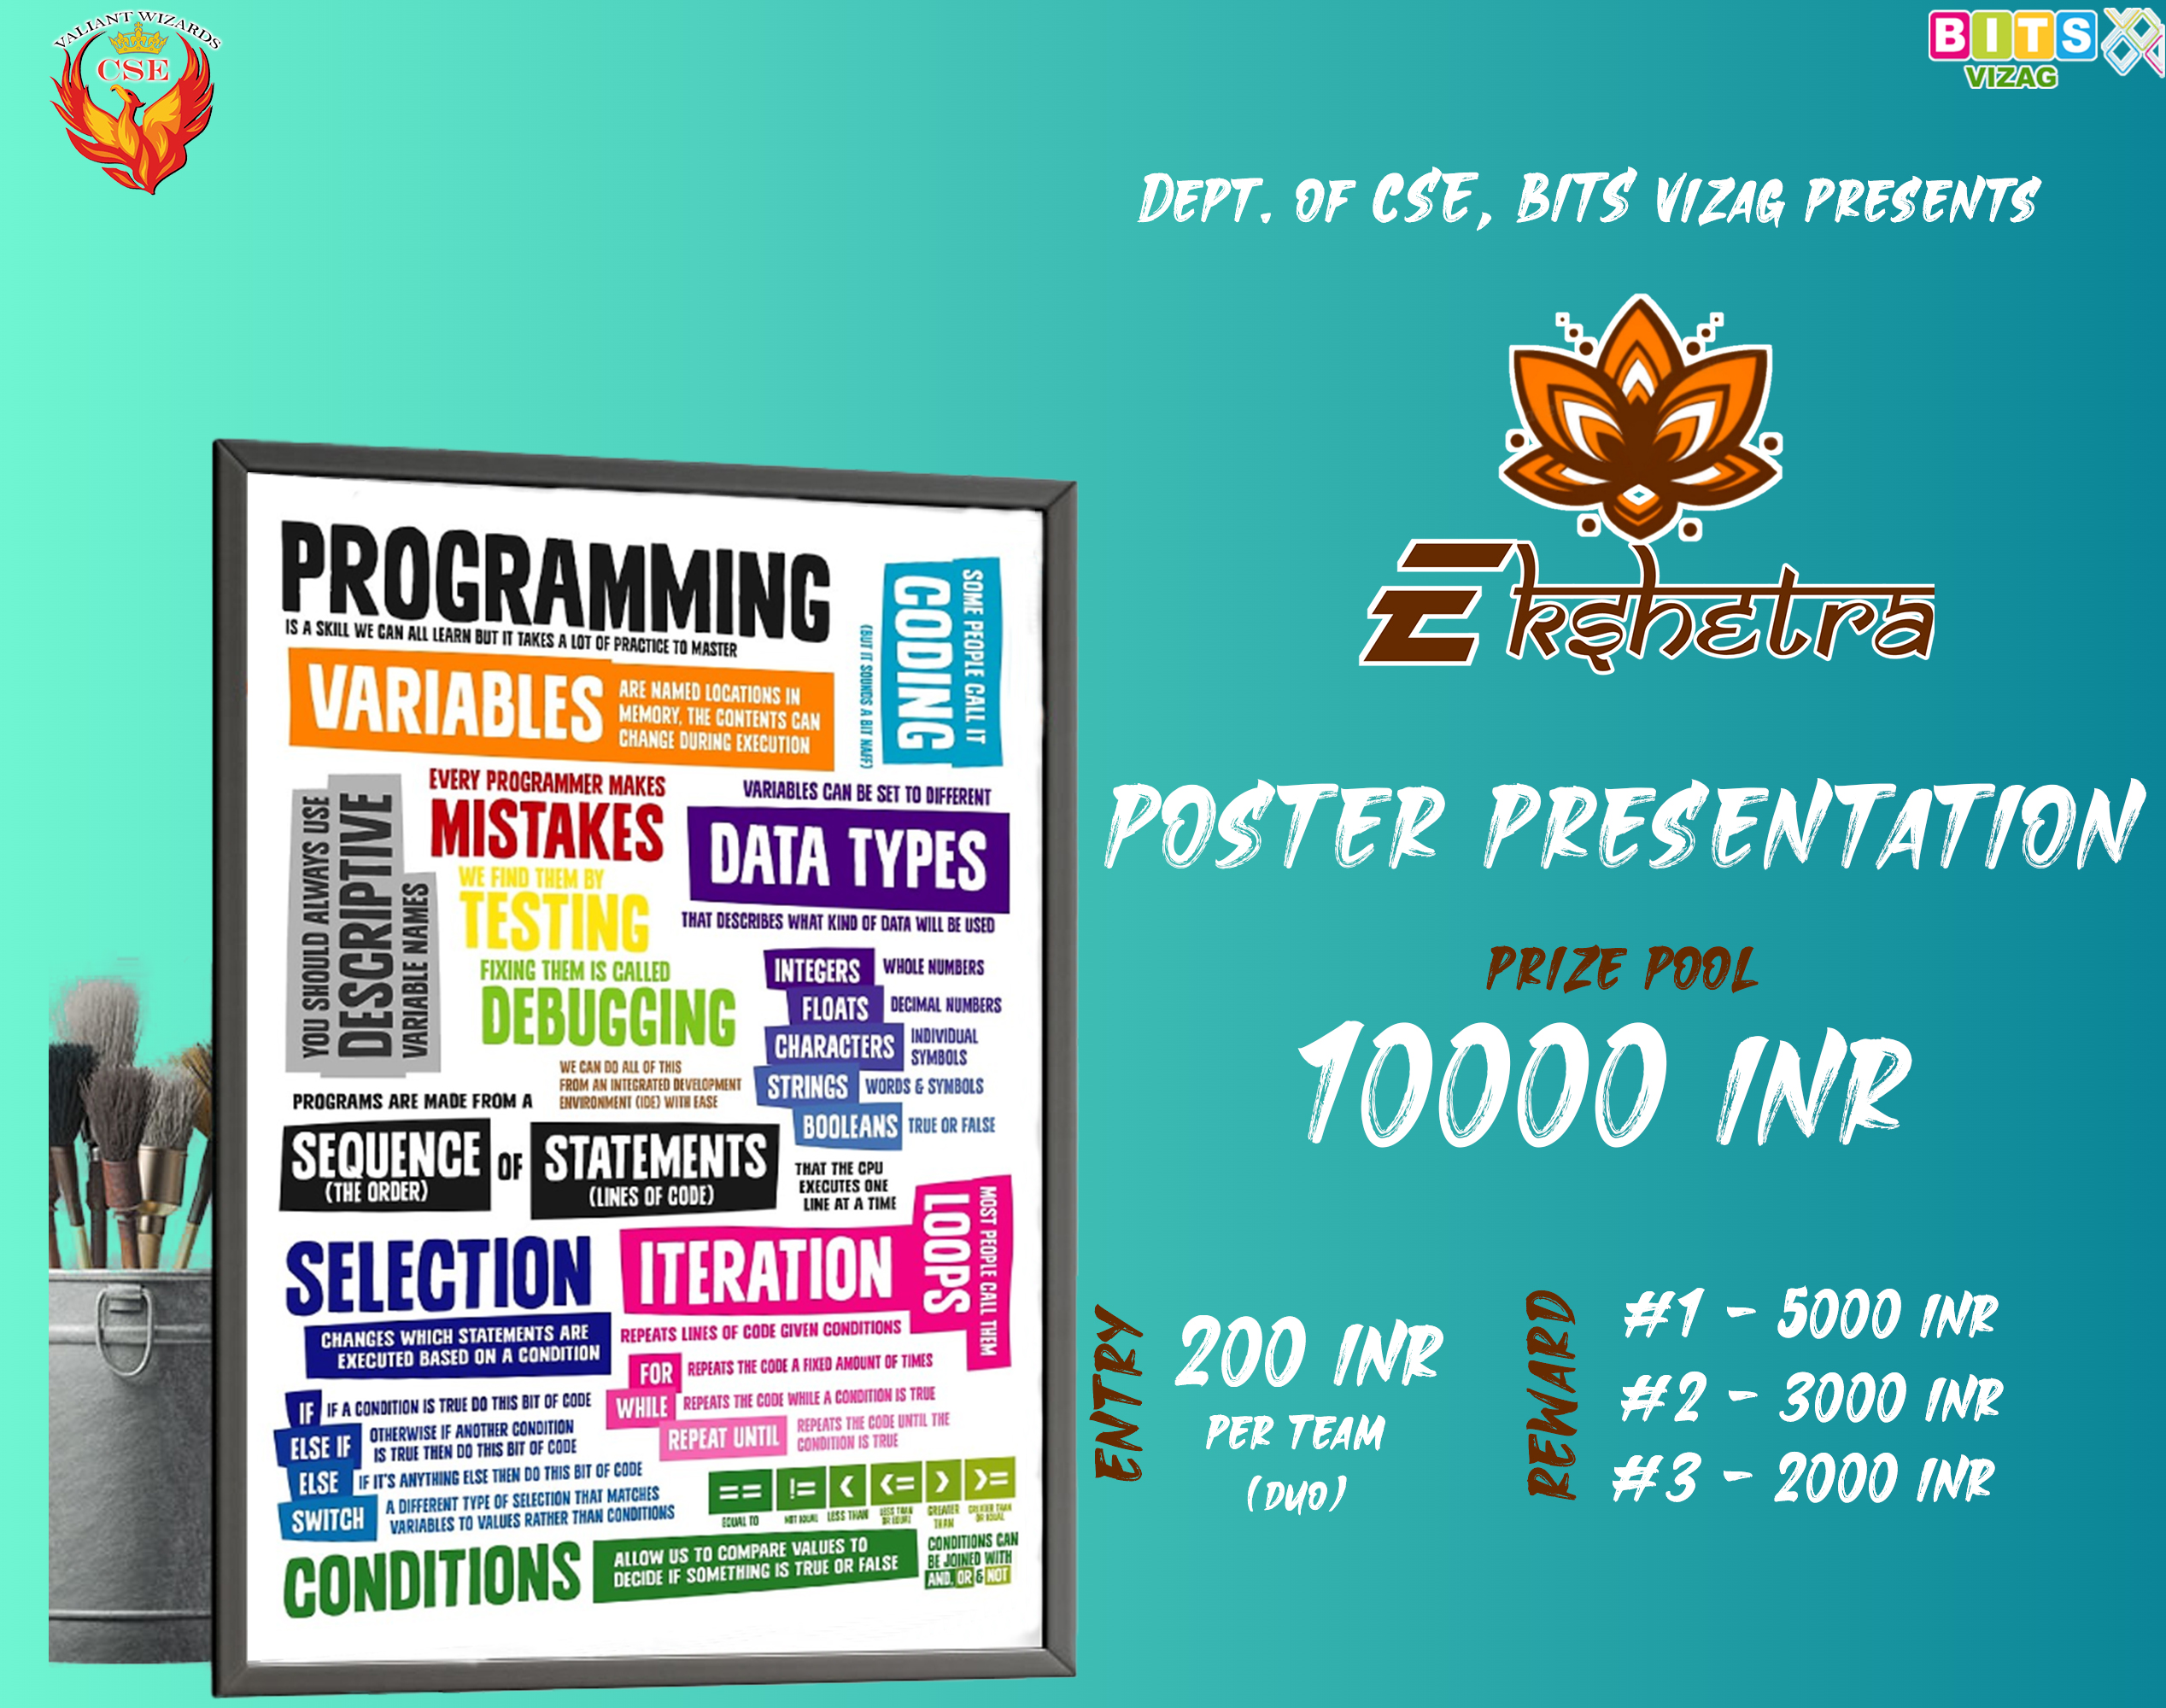 VALIANT WIZARDS
CSE
BITS
VIZAG
DEPT. OF CSE, BITS VIZAG PRESENTS
Ekshetra
POSTER PRESENTATION
PRIZE POOL
10000 INR
ENTRY
200 INR
PER TEAM
(DUO)
REWARD
#1 - 5000 INR
#2 - 3000 INR
#3 - 2000 INR
PROGRAMMING
IS A SKILL WE CAN ALL LEARN BUT IT TAKES A LOT OF PRACTICE TO MASTER
SOME PEOPLE CALL IT
CODING
(BUT IT SOUNDS A BIT NAFF)
VARIABLES
ARE NAMED LOCATIONS IN
MEMORY, THE CONTENTS CAN
CHANGE DURING EXECUTION
YOU SHOULD ALWAYS USE
DESCRIPTIVE
VARIABLE NAMES
EVERY PROGRAMMER MAKES
MISTAKES
WE FIND THEM BY
TESTING
FIXING THEM IS CALLED
DEBUGGING
WE CAN DO ALL OF THIS
FROM AN INTEGRATED DEVELOPMENT
ENVIRONMENT (IDE) WITH EASE
VARIABLES CAN BE SET TO DIFFERENT
DATA TYPES
THAT DESCRIBES WHAT KIND OF DATA WILL BE USED
INTEGERS WHOLE NUMBERS
FLOATS DECIMAL NUMBERS
CHARACTERS INDIVIDUAL
SYMBOLS
STRINGS WORDS & SYMBOLS
BOOLEANS TRUE OR FALSE
PROGRAMS ARE MADE FROM A
SEQUENCE
(THE ORDER)
OF
STATEMENTS
(LINES OF CODE)
THAT THE CPU
EXECUTES ONE
LINE AT A TIME
SELECTION
CHANGES WHICH STATEMENTS ARE
EXECUTED BASED ON A CONDITION
IF IF A CONDITION IS TRUE DO THIS BIT OF CODE
ELSE IF OTHERWISE IF ANOTHER CONDITION
IS TRUE THEN DO THIS BIT OF CODE
ELSE IF IT'S ANYTHING ELSE THEN DO THIS BIT OF CODE
SWITCH A DIFFERENT TYPE OF SELECTION THAT MATCHES
VARIABLES TO VALUES RATHER THAN CONDITIONS
ITERATION
MOST PEOPLE CALL THEM
LOOPS
REPEATS LINES OF CODE GIVEN CONDITIONS
FOR REPEATS THE CODE A FIXED AMOUNT OF TIMES
WHILE REPEATS THE CODE WHILE A CONDITION IS TRUE
REPEAT UNTIL REPEATS THE CODE UNTIL THE
CONDITION IS TRUE
== != < <= > >=
EQUAL TO NOT EQUAL LESS THAN LESS THAN OR EQUAL GREATER THAN GREATER THAN OR EQUAL
CONDITIONS
ALLOW US TO COMPARE VALUES TO
DECIDE IF SOMETHING IS TRUE OR FALSE
CONDITIONS CAN
BE JOINED WITH
AND, OR & NOT